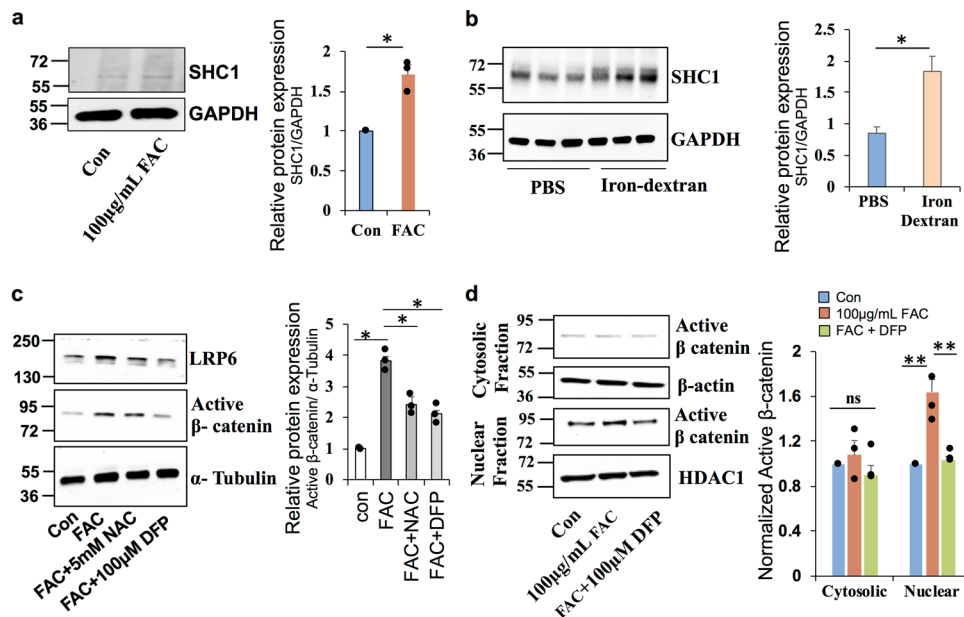 a
72
55
55
36
SHC1
GAPDH
Con
100µg/mL FAC
Relative protein expression
SHC1/GAPDH
2
1.5
1
0.5
0
*
Con
FAC
b
72
55
55
36
SHC1
GAPDH
PBS
Iron-dextran
Relative protein expression
SHC1/GAPDH
2.5
2
1.5
1
0.5
0
*
PBS
Iron
Dextran
c
250
130
95
72
55
36
LRP6
Active
β- catenin
α- Tubulin
Con
FAC
FAC+5mM NAC
FAC+100µM DFP
Relative protein expression
Active β-catenin/ α-Tubulin
5
4
3
2
1
0
*
*
*
con
FAC
FAC+NAC
FAC+DFP
d
Cytosolic
Fraction
Nuclear
Fraction
95
72
55
36
95
72
72
55
Active
β catenin
β-actin
Active
β catenin
HDAC1
Con
100µg/mL FAC
FAC+100µM DFP
Con
100µg/mL FAC
FAC + DFP
Normalized Active β-catenin
2
1.6
1.2
0.8
0.4
0
ns
**
**
Cytosolic
Nuclear